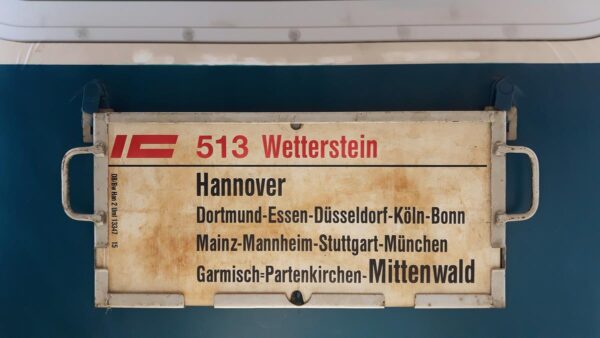 IC 513 Wetterstein
Hannover
Dortmund-Essen-Düsseldorf-Köln-Bonn
Mainz-Mannheim-Stuttgart-München
Garmisch=Partenkirchen-Mittenwald